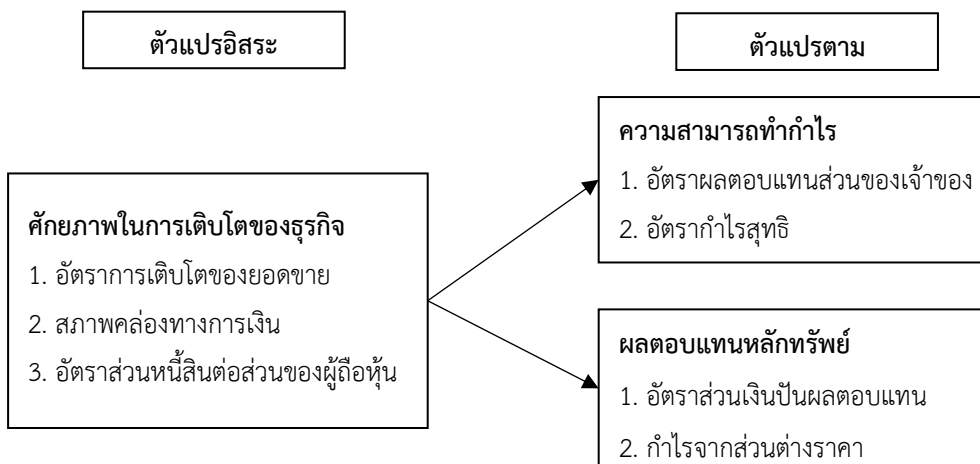 ตัวแปรอิสระ
ตัวแปรตาม
ศักยภาพในการเติบโตของธุรกิจ
1. อัตราการเติบโตของยอดขาย
2. สภาพคล่องทางการเงิน
3. อัตราส่วนหนี้สินต่อส่วนของผู้ถือหุ้น
ความสามารถทำกำไร
1. อัตราผลตอบแทนส่วนของเจ้าของ
2. อัตรากำไรสุทธิ
ผลตอบแทนหลักทรัพย์
1. อัตราส่วนเงินปันผลตอบแทน
2. กำไรจากส่วนต่างราคา